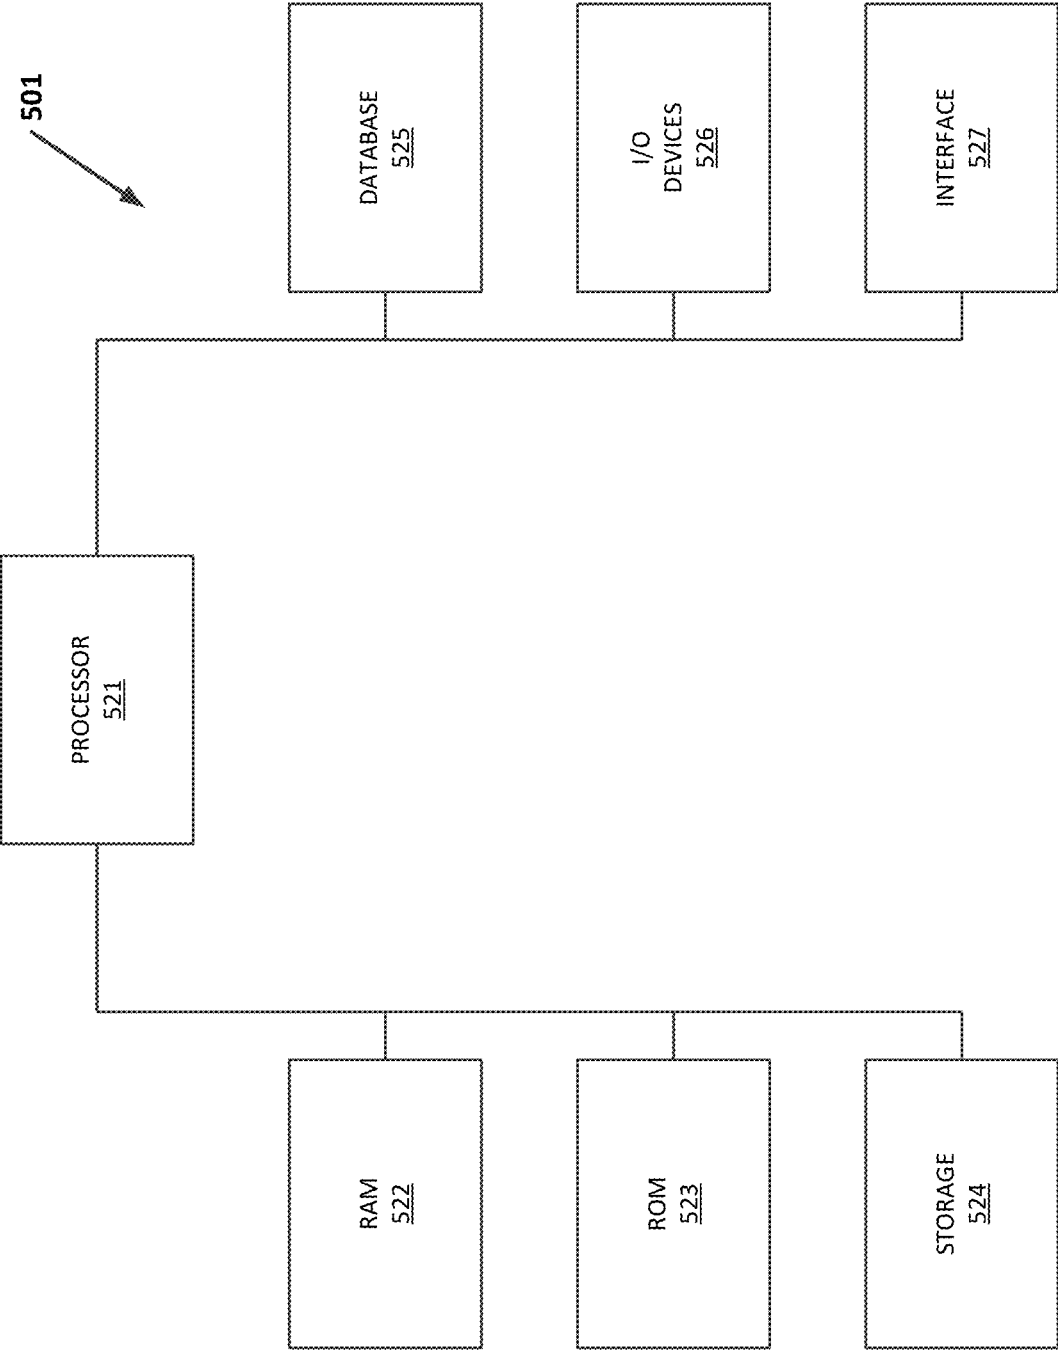 501
PROCESSOR
521
RAM
522
DATABASE
525
ROM
523
I/O
DEVICES
526
STORAGE
524
INTERFACE
527